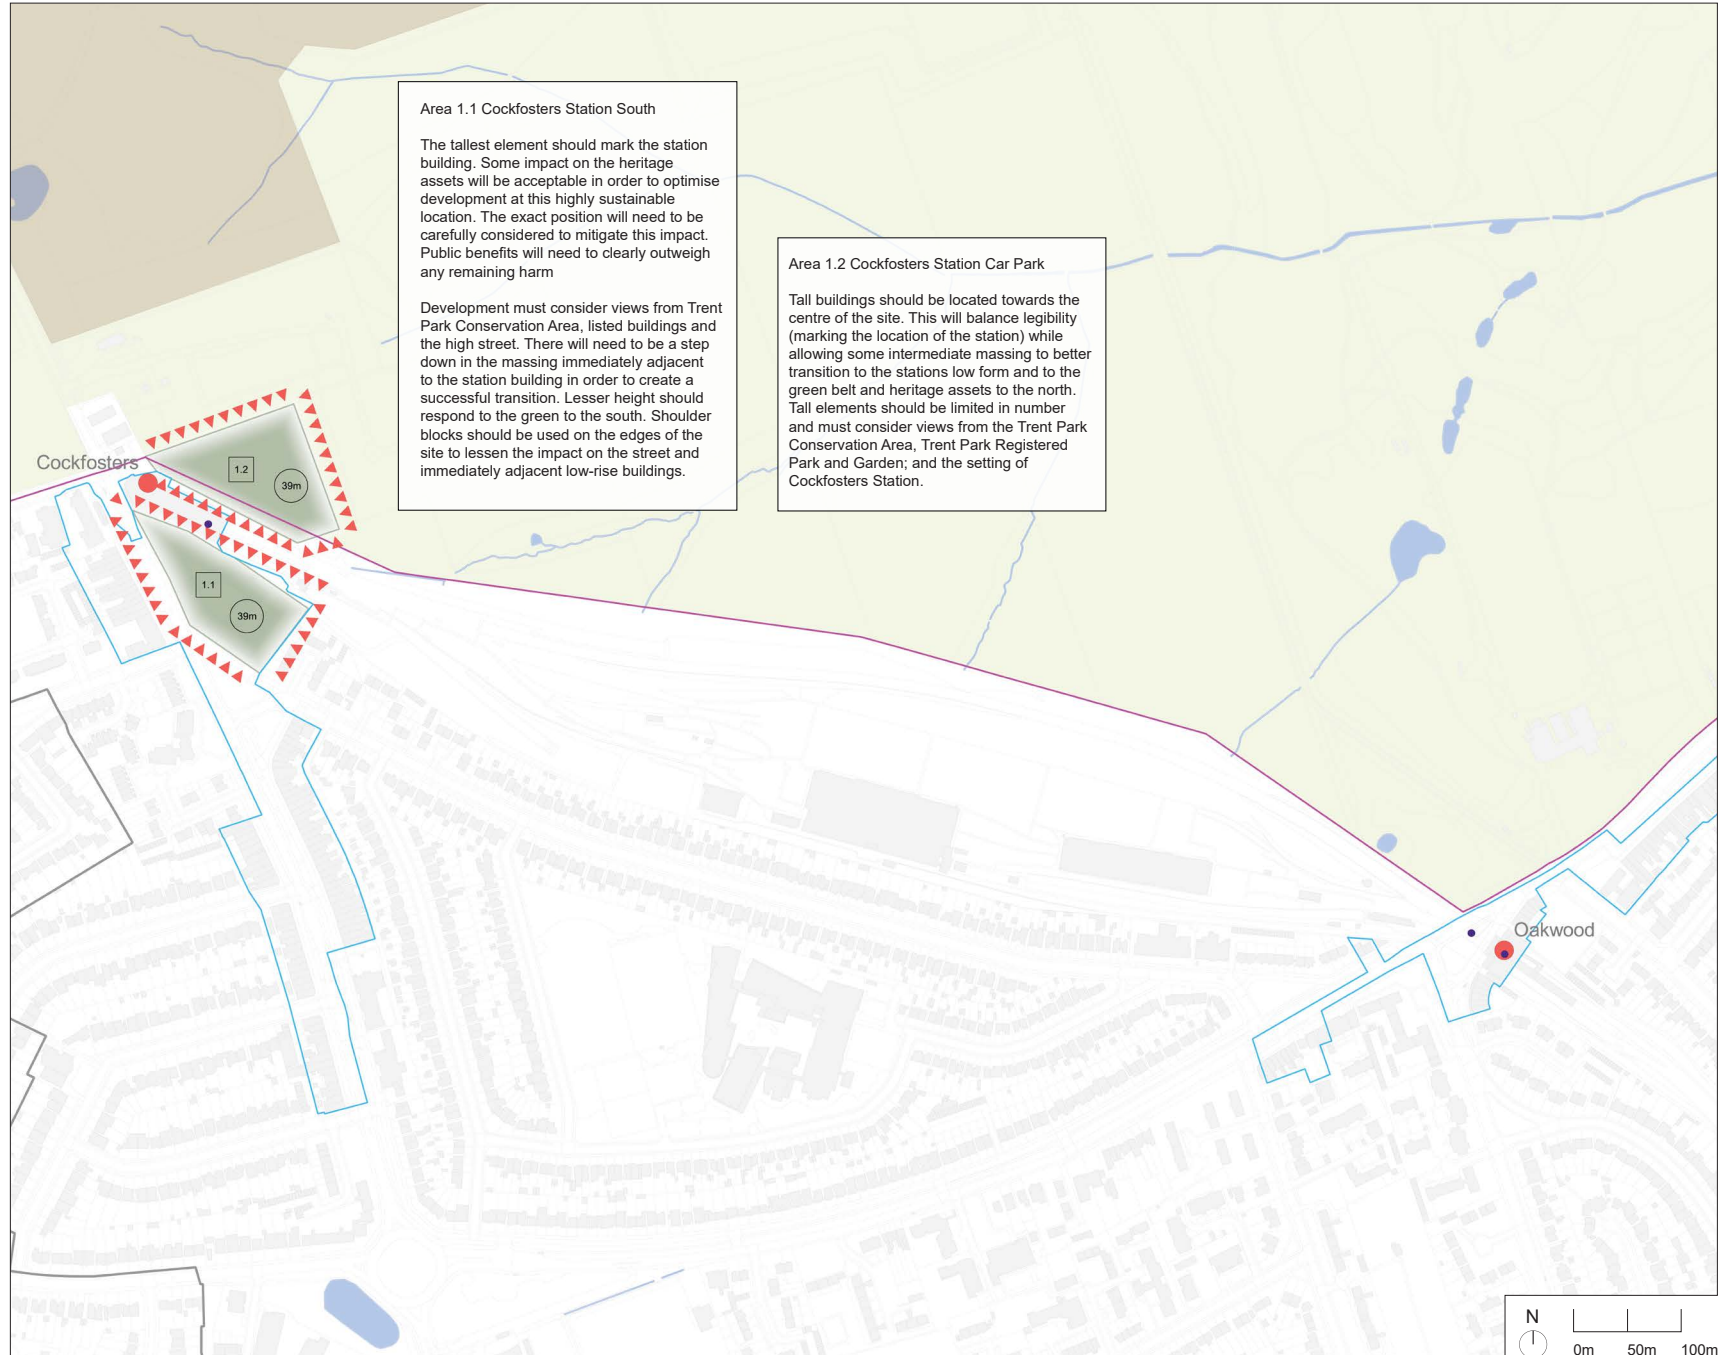 Area 1.1 Cockfosters Station South
The tallest element should mark the station
building. Some impact on the heritage
assets will be acceptable in order to optimise
development at this highly sustainable
location. The exact position will need to be
carefully considered to mitigate this impact.
Public benefits will need to clearly outweigh
any remaining harm
Development must consider views from Trent
Park Conservation Area, listed buildings and
the high street. There will need to be a step
down in the massing immediately adjacent
to the station building in order to create a
successful transition. Lesser height should
respond to the green to the south. Shoulder
blocks should be used on the edges of the
site to lessen the impact on the street and
immediately adjacent low-rise buildings.
Area 1.2 Cockfosters Station Car Park
Tall buildings should be located towards the
centre of the site. This will balance legibility
(marking the location of the station) while
allowing some intermediate massing to better
transition to the stations low form and to the
green belt and heritage assets to the north.
Tall elements should be limited in number
and must consider views from the Trent Park
Conservation Area, Trent Park Registered
Park and Garden; and the setting of
Cockfosters Station.
Cockfosters
1.2
39m
1.1
39m
Oakwood
N
0m 50m 100m